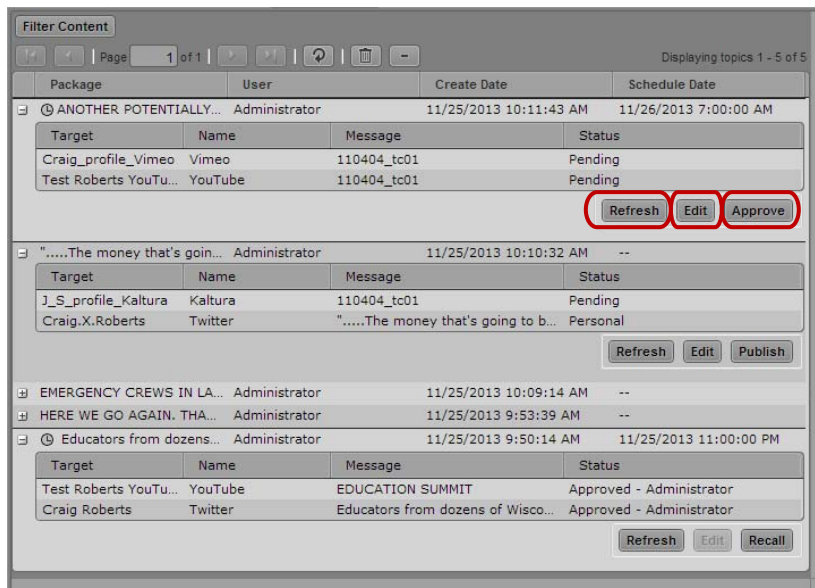 Filter Content
Page 1 of 1 Displaying topics 1 - 5 of 5
Package User Create Date Schedule Date
ANOTHER POTENTIALLY... Administrator 11/25/2013 10:11:43 AM 11/26/2013 7:00:00 AM
Target Name Message Status
Craig_profile_Vimeo Vimeo 110404_tc01 Pending
Test Roberts YouTu... YouTube 110404_tc01 Pending
Refresh Edit Approve
".....The money that's goin... Administrator 11/25/2013 10:10:32 AM --
Target Name Message Status
J_S_profile_Kaltura Kaltura 110404_tc01 Pending
Craig.X.Roberts Twitter ".....The money that's going to b... Personal
Refresh Edit Publish
EMERGENCY CREWS IN LA... Administrator 11/25/2013 10:09:14 AM --
HERE WE GO AGAIN. THA... Administrator 11/25/2013 9:53:39 AM --
Educators from dozens... Administrator 11/25/2013 9:50:14 AM 11/25/2013 11:00:00 PM
Target Name Message Status
Test Roberts YouTu... YouTube EDUCATION SUMMIT Approved - Administrator
Craig Roberts Twitter Educators from dozens of Wisco... Approved - Administrator
Refresh Edit Recall